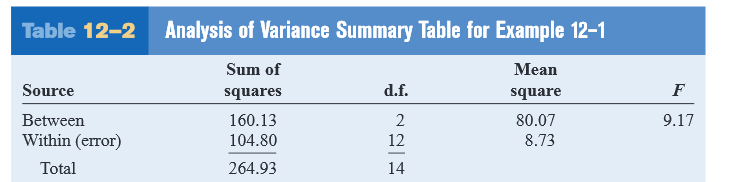 Table 12–2 Analysis of Variance Summary Table for Example 12–1
Sum of Mean
Source squares d.f. square F
Between 160.13 2 80.07 9.17
Within (error) 104.80 12 8.73
Total 264.93 14